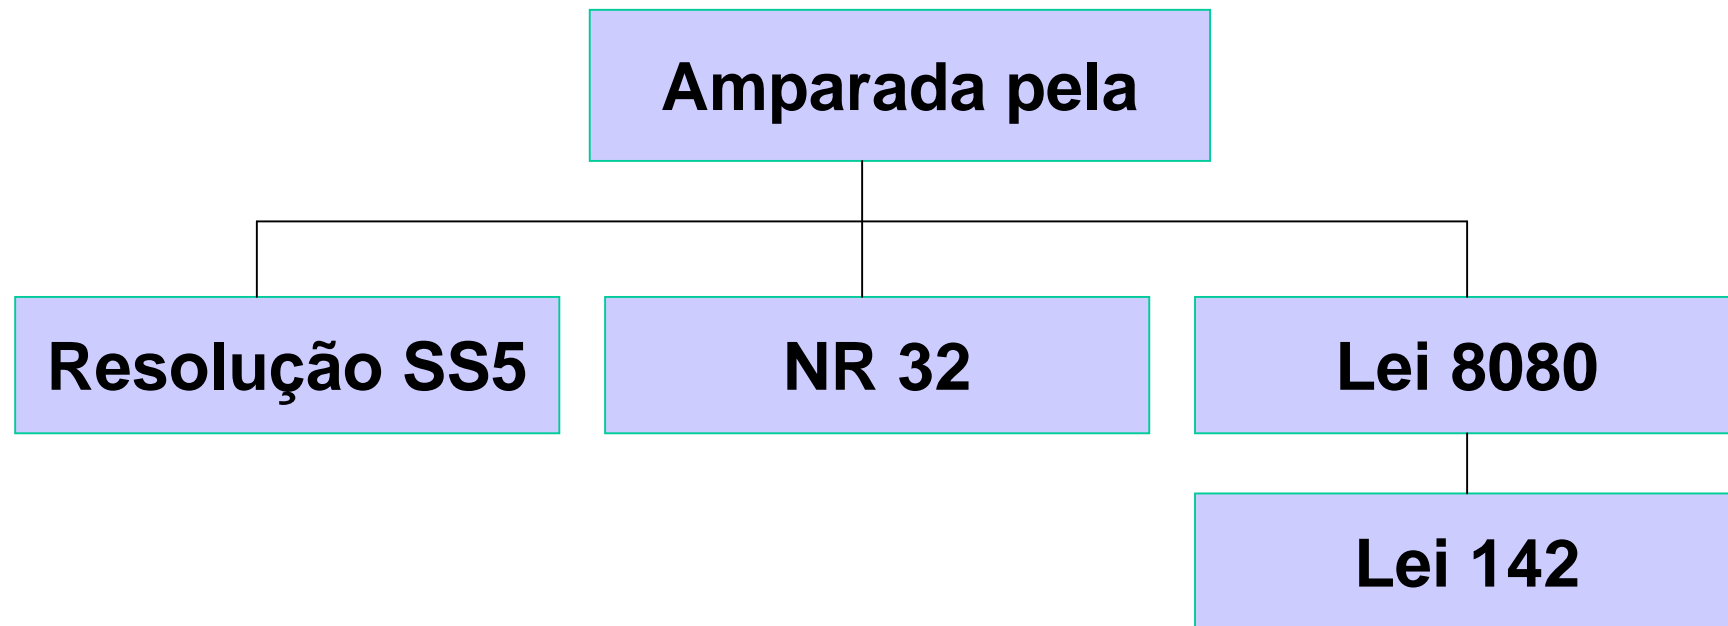 Amparada pela
Resolução SS5
NR 32
Lei 8080
Lei 142